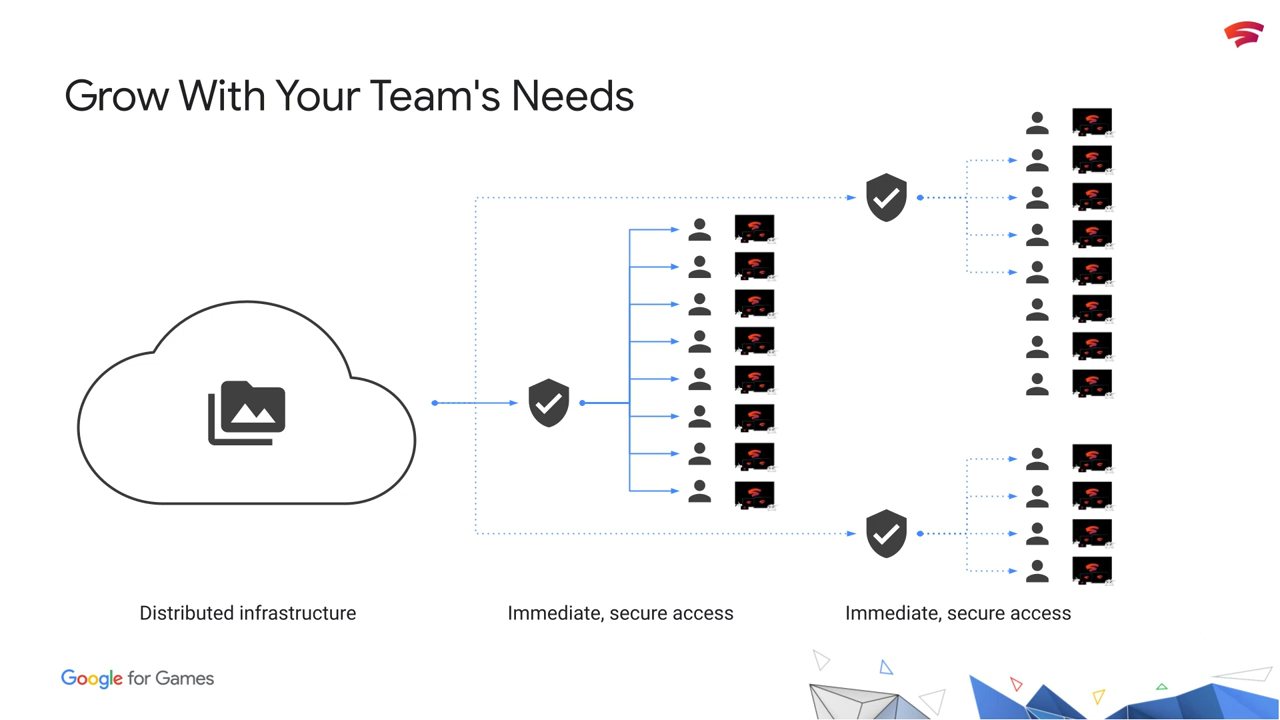 Grow With Your Team's Needs
Distributed infrastructure
Immediate, secure access
Immediate, secure access
Google for Games